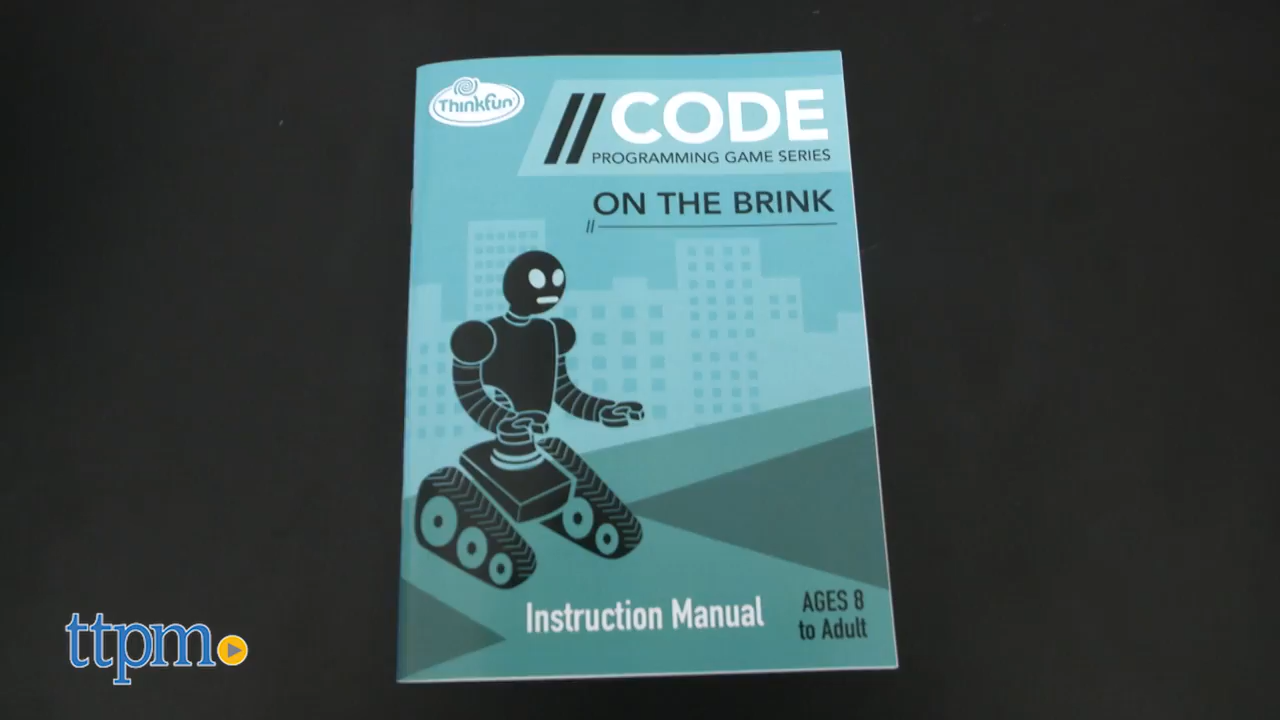 Thinkfun
//CODE
PROGRAMMING GAME SERIES
ON THE BRINK
//
Instruction Manual
AGES 8
to Adult
ttpm